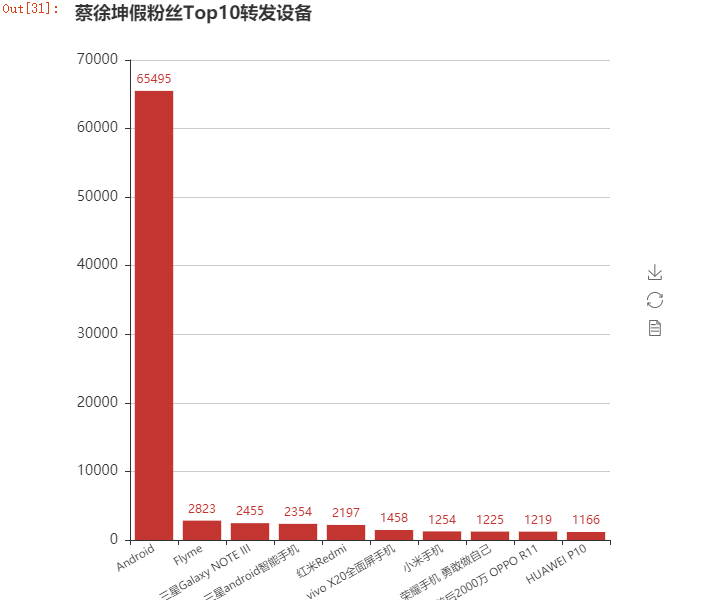 Out[31]:
蔡徐坤假粉丝Top10转发设备
70000
60000
50000
40000
30000
20000
10000
0
65495
2823
2455
2354
2197
1458
1254
1225
1219
1166
Android
Flyme
三星Galaxy NOTE III
三星android智能手机
红米Redmi
vivo X20全面屏手机
小米手机
荣耀手机 勇敢做自己
后2000万 OPPO R11
HUAWEI P10